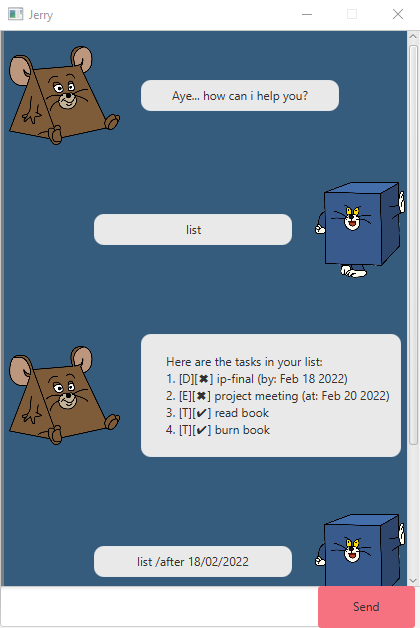 Jerry
Aye... how can i help you?
list
Here are the tasks in your list:
1. [D][✖] ip-final (by: Feb 18 2022)
2. [E][✖] project meeting (at: Feb 20 2022)
3. [T][✔] read book
4. [T][✔] burn book
list /after 18/02/2022
Send